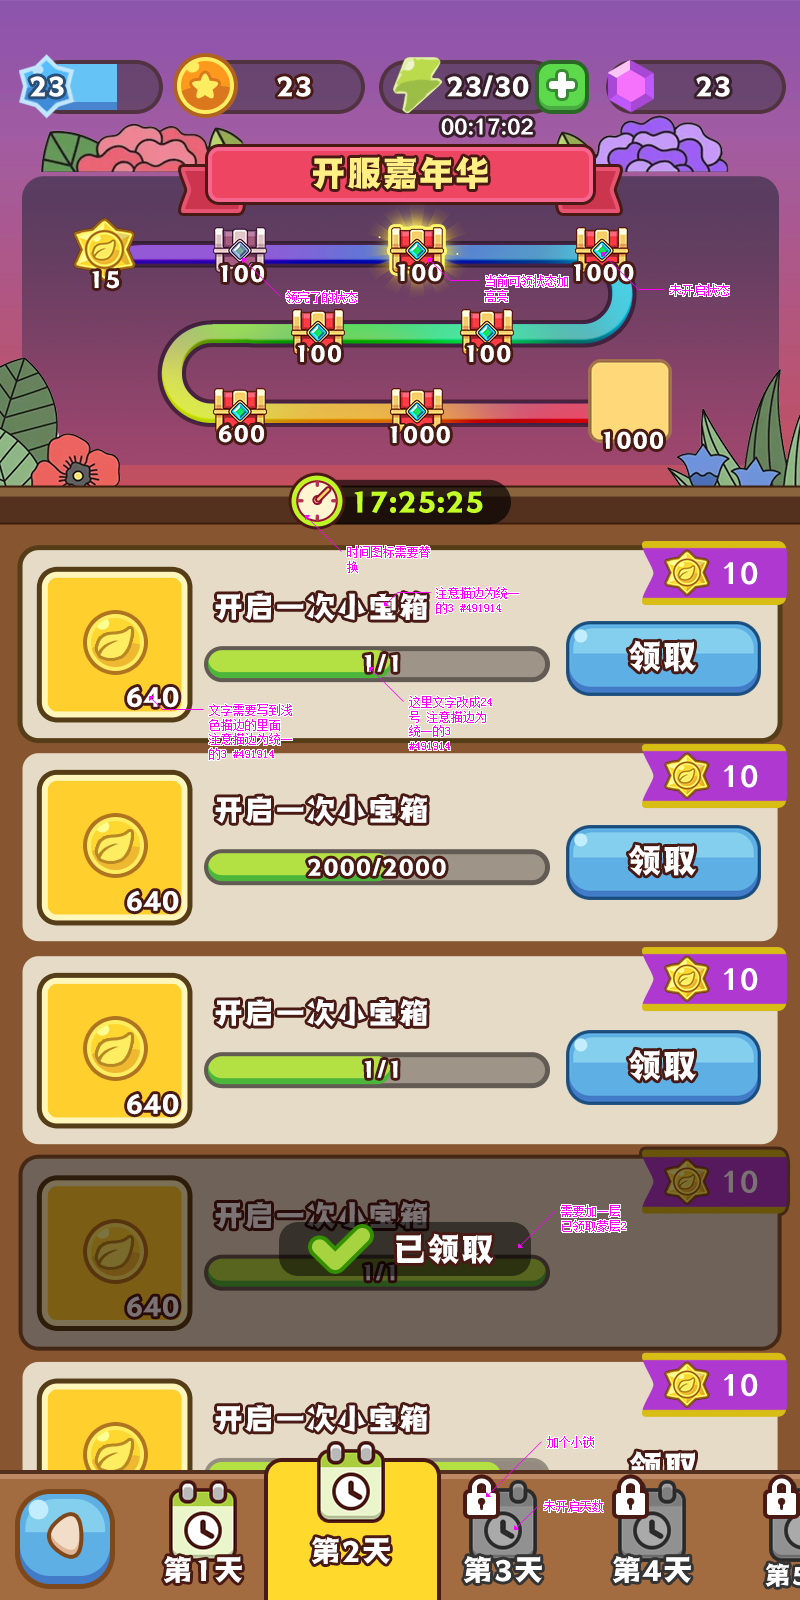 23
23
23/30
23
00:17:02
开服嘉年华
15
100
100
1000
领完了的状态
当前可领状态加
高亮
未开启状态
100
100
600
1000
1000
17:25:25
时间图标需要替
换
10
开启一次小宝箱
注意描边为统一
的3 #491914
1/1
领取
640
文字需要写到浅
色描边的里面
注意描边为统一
的3 #491914
这里文字改成24
号 注意描边为
统一的3
#491914
10
开启一次小宝箱
2000/2000
领取
640
10
开启一次小宝箱
1/1
领取
640
10
开启一次小宝箱
需要加一层
已领取蒙层2
已领取
1/1
640
10
开启一次小宝箱
领取
加个小锁
未开启天数
第1天
第2天
第3天
第4天
第5